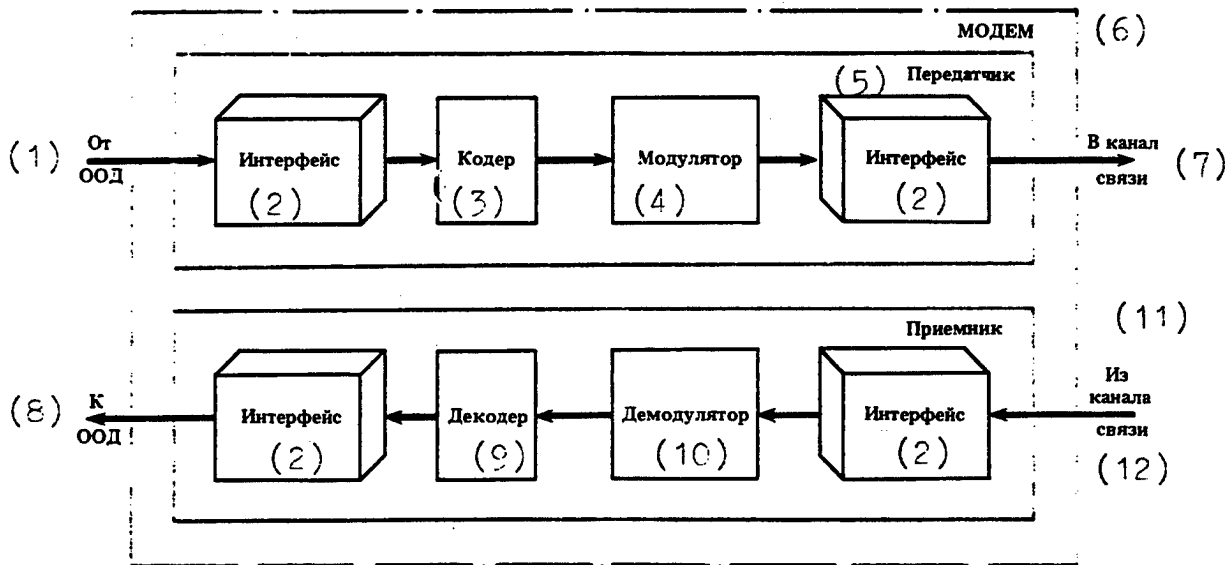 МОДЕМ (6)
(5) Передатчик
(1) От ООД
Интерфейс (2)
Кодер (3)
Модулятор (4)
Интерфейс (2)
В канал связи (7)
Приемник (11)
(8) К ООД
Интерфейс (2)
Декодер (9)
Демодулятор (10)
Интерфейс (2)
Из канала связи
(12)